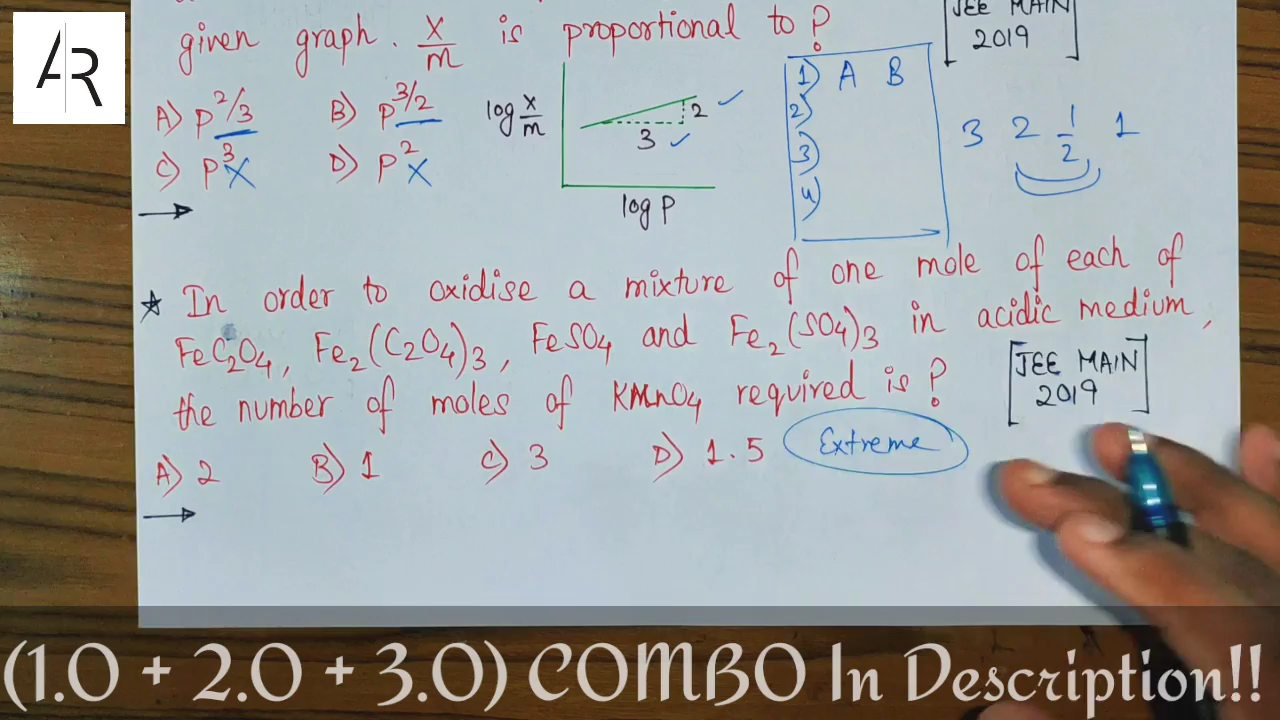 AR
given graph. x/m is proportional to ?
[JEE MAIN
2019]
A) P^2/3 B) P^3/2
C) P^3 X D) P^2 X
log x/m
2
3
log P
1) A B
2)
3)
4)
3 2 1/2 1
In order to oxidise a mixture of one mole of each of
FeC2O4, Fe2(C2O4)3, FeSO4 and Fe2(SO4)3 in acidic medium,
the number of moles of KMnO4 required is ?
[JEE MAIN
2019]
A) 2 B) 1 C) 3 D) 1.5
Extreme
(1.0 + 2.0 + 3.0) COMBO In Description!!